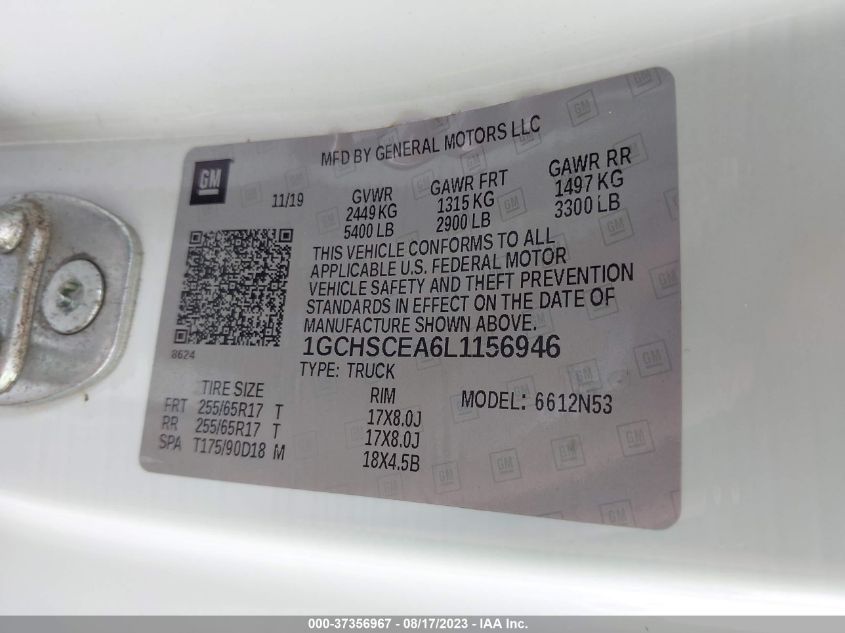 MFD BY GENERAL MOTORS LLC
GM
11/19
GVWR GAWR FRT GAWR RR
2449 KG 1315 KG 1497 KG
5400 LB 2900 LB 3300 LB
THIS VEHICLE CONFORMS TO ALL
APPLICABLE U.S. FEDERAL MOTOR
VEHICLE SAFETY AND THEFT PREVENTION
STANDARDS IN EFFECT ON THE DATE OF
MANUFACTURE SHOWN ABOVE.
8624
1GCHSCEA6L1156946
TYPE: TRUCK
TIRE SIZE RIM MODEL: 6612N53
FRT 255/65R17 T 17X8.0J
RR 255/65R17 T 17X8.0J
SPA T175/90D18 M 18X4.5B
000-37356967 - 08/17/2023 - IAA Inc.